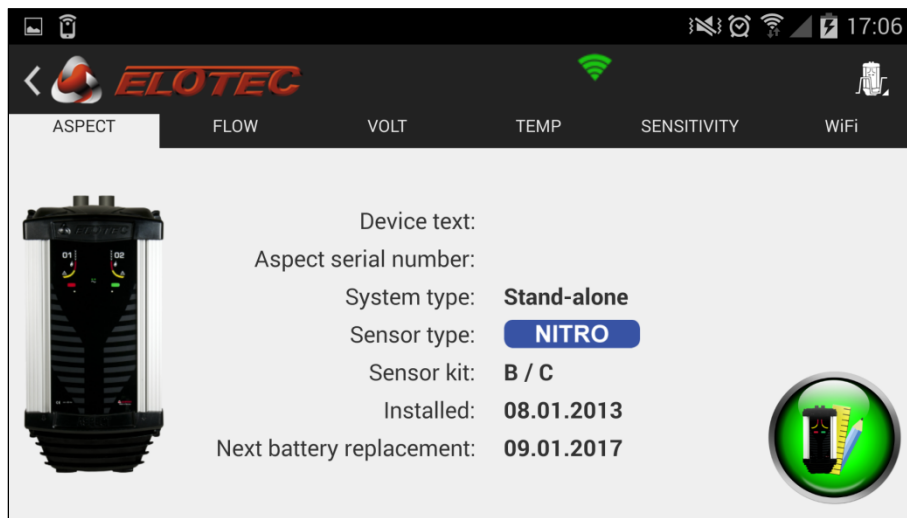 17:06
ELOTEC
ASPECT FLOW VOLT TEMP SENSITIVITY WiFi
Device text:
Aspect serial number:
System type: Stand-alone
Sensor type: NITRO
Sensor kit: B / C
Installed: 08.01.2013
Next battery replacement: 09.01.2017
01 02